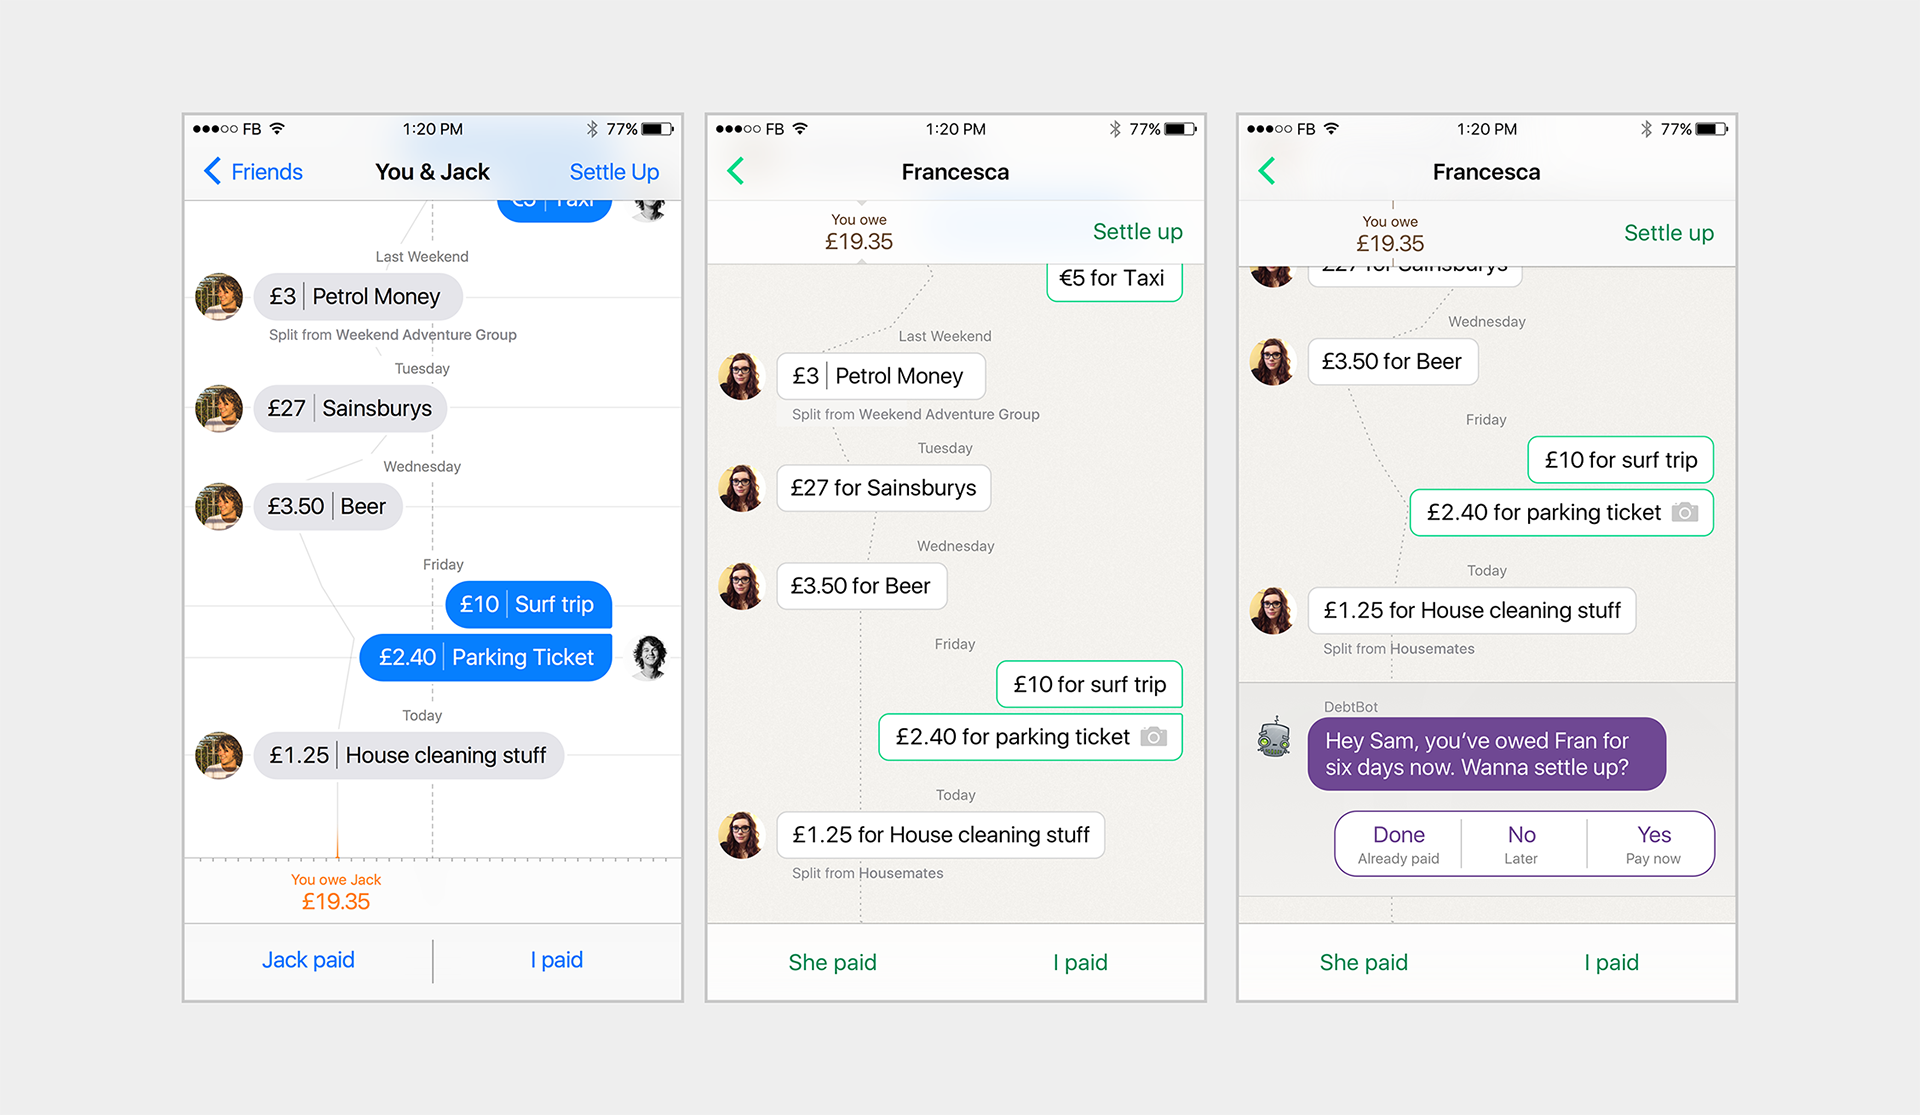 FB 1:20 PM 77%
Friends You & Jack Settle Up
€5 | Taxi
Last Weekend
£3 | Petrol Money
Split from Weekend Adventure Group
Tuesday
£27 | Sainsburys
Wednesday
£3.50 | Beer
Friday
£10 | Surf trip
£2.40 | Parking Ticket
Today
£1.25 | House cleaning stuff
You owe Jack
£19.35
Jack paid I paid
FB 1:20 PM 77%
Francesca
You owe
£19.35
Settle up
€5 for Taxi
Last Weekend
£3 | Petrol Money
Split from Weekend Adventure Group
Tuesday
£27 for Sainsburys
Wednesday
£3.50 for Beer
Friday
£10 for surf trip
£2.40 for parking ticket
Today
£1.25 for House cleaning stuff
Split from Housemates
She paid I paid
FB 1:20 PM 77%
Francesca
You owe
£19.35
Settle up
£27 for Sainsburys
Wednesday
£3.50 for Beer
Friday
£10 for surf trip
£2.40 for parking ticket
Today
£1.25 for House cleaning stuff
Split from Housemates
DebtBot
Hey Sam, you've owed Fran for
six days now. Wanna settle up?
Done No Yes
Already paid Later Pay now
She paid I paid